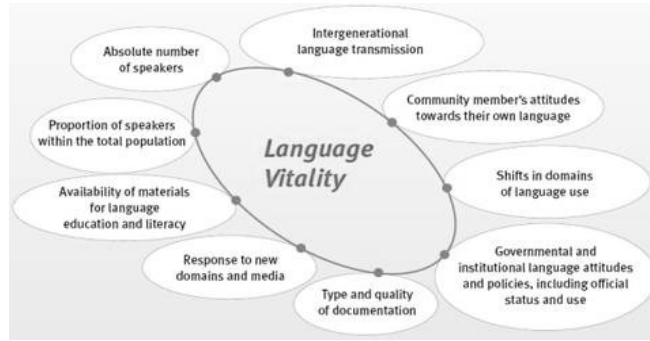 Intergenerational
language transmission
Absolute number
of speakers
Community member's attitudes
towards their own language
Proportion of speakers
within the total population
Language
Vitality
Shifts in domains
of language use
Availability of materials
for language
education and literacy
Governmental and
institutional language attitudes
and policies, including official
status and use
Response to new
domains and media
Type and quality
of documentation